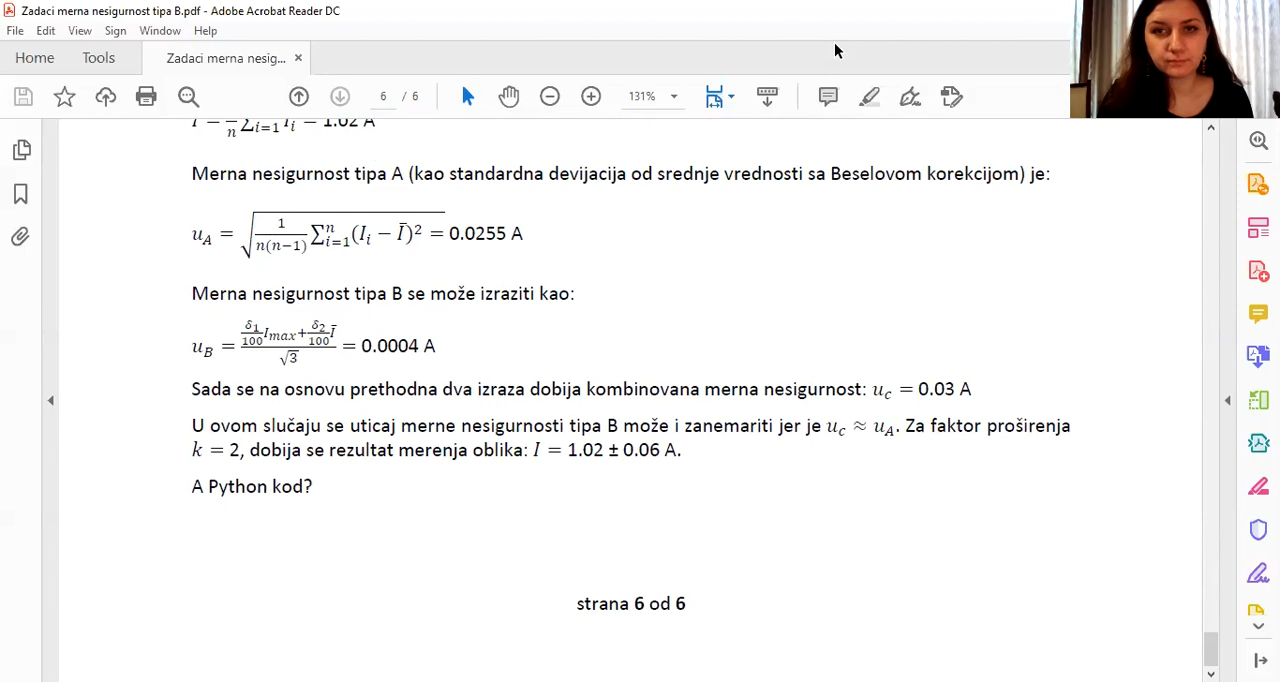 Zadaci merna nesigurnost tipa B.pdf - Adobe Acrobat Reader DC
File Edit View Sign Window Help
Home Tools Zadaci merna nesig... ×
6 / 6 131%
n ∑i=1 Ii = 1.02 A
Merna nesigurnost tipa A (kao standardna devijacija od srednje vrednosti sa Beselovom korekcijom) je:
u_A = √(1/(n(n−1)) ∑_{i=1}^{n} (I_i − Ī)² = 0.0255 A
Merna nesigurnost tipa B se može izraziti kao:
u_B = (δ₁/100 I_max + δ₂/100 Ī)/√3 = 0.0004 A
Sada se na osnovu prethodna dva izraza dobija kombinovana merna nesigurnost: u_c = 0.03 A
U ovom slučaju se uticaj merne nesigurnosti tipa B može i zanemariti jer je u_c ≈ u_A. Za faktor proširenja
k = 2, dobija se rezultat merenja oblika: I = 1.02 ± 0.06 A.
A Python kod?
strana 6 od 6